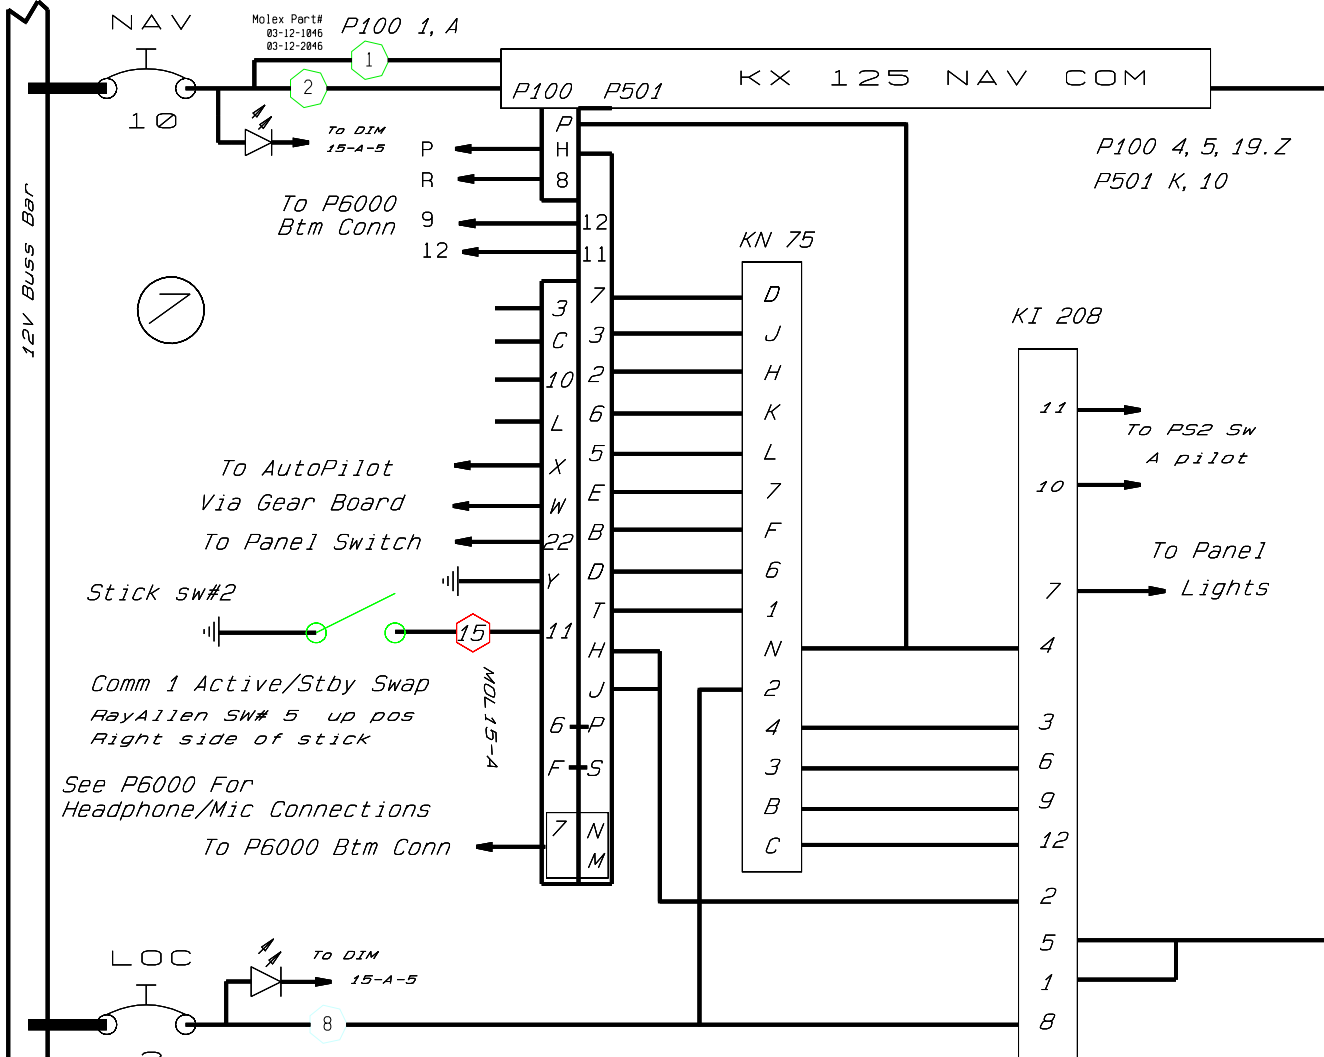 NAV
Molex Part#
03-12-1046
03-12-2046
P100 1, A
1
2
10
To DIM
15-A-5
KX 125 NAV COM
P100 P501
P100 4, 5, 19. Z
P501 K, 10
12V Buss Bar
7
P
R
To P6000
Btm Conn
9
12
P
H
8
12
11
3
C
10
L
X
W
22
Y
11
6
F
7
7
3
2
6
5
E
B
D
T
H
J
P
S
N
M
To AutoPilot
Via Gear Board
To Panel Switch
Stick sw#2
15
MOL15-A
Comm 1 Active/Stby Swap
RayAllen SW# 5 up pos
Right side of stick
See P6000 For
Headphone/Mic Connections
To P6000 Btm Conn
KN 75
D
J
H
K
L
7
F
6
1
N
2
4
3
B
C
KI 208
11
10
7
4
3
6
9
12
2
5
1
8
To PS2 Sw
A pilot
To Panel
Lights
LOC
To DIM
15-A-5
8